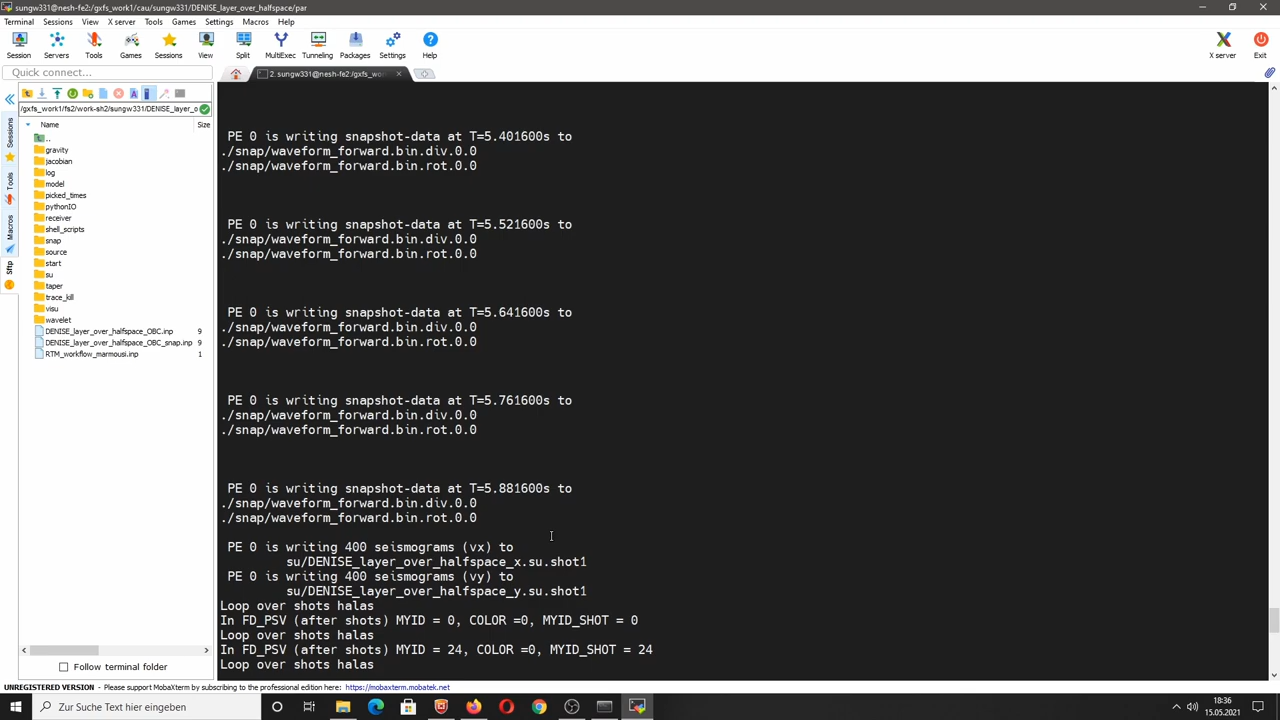 sungw331@nesh-fe2:/gxfs_work1/cau/sungw331/DENISE_layer_over_halfspace/par
Terminal Sessions View X server Tools Games Settings Macros Help
Session Servers Tools Games Sessions View Split MultiExec Tunneling Packages Settings Help X server Exit
Quick connect...
2. sungw331@nesh-fe2:/gxfs_wo
/gxfs_work1/fs2/work-sh2/sungw331/DENISE_layer_o
Name Size
..
gravity
jacobian
log
model
picked_times
pythonIO
receiver
shell_scripts
snap
source
start
su
taper
trace_kill
visu
wavelet
DENISE_layer_over_halfspace_OBC.inp 9
DENISE_layer_over_halfspace_OBC_snap.inp 9
RTM_workflow_marmousi.inp 1
Sessions
Tools
Macros
Sftp
Follow terminal folder
PE 0 is writing snapshot-data at T=5.401600s to
./snap/waveform_forward.bin.div.0.0
./snap/waveform_forward.bin.rot.0.0
PE 0 is writing snapshot-data at T=5.521600s to
./snap/waveform_forward.bin.div.0.0
./snap/waveform_forward.bin.rot.0.0
PE 0 is writing snapshot-data at T=5.641600s to
./snap/waveform_forward.bin.div.0.0
./snap/waveform_forward.bin.rot.0.0
PE 0 is writing snapshot-data at T=5.761600s to
./snap/waveform_forward.bin.div.0.0
./snap/waveform_forward.bin.rot.0.0
PE 0 is writing snapshot-data at T=5.881600s to
./snap/waveform_forward.bin.div.0.0
./snap/waveform_forward.bin.rot.0.0
PE 0 is writing 400 seismograms (vx) to
su/DENISE_layer_over_halfspace_x.su.shot1
PE 0 is writing 400 seismograms (vy) to
su/DENISE_layer_over_halfspace_y.su.shot1
Loop over shots halas
In FD_PSV (after shots) MYID = 0, COLOR =0, MYID_SHOT = 0
Loop over shots halas
In FD_PSV (after shots) MYID = 24, COLOR =0, MYID_SHOT = 24
Loop over shots halas
UNREGISTERED VERSION - Please support MobaXterm by subscribing to the professional edition here: https://mobaxterm.mobatek.net
Zur Suche Text hier eingeben
18:36
15.05.2021